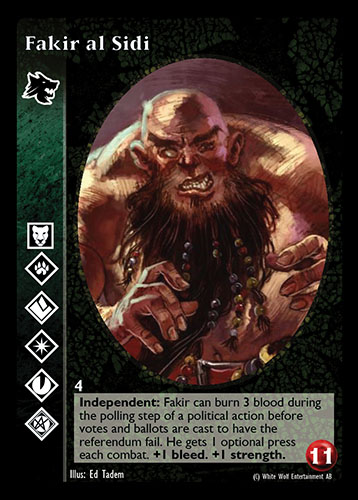 Fakir al Sidi
4
Independent: Fakir can burn 3 blood during
the polling step of a political action before
votes and ballots are cast to have the
referendum fail. He gets 1 optional press
each combat. +1 bleed. +1 strength.
11
Illus: Ed Tadem
(C) White Wolf Entertainment AB